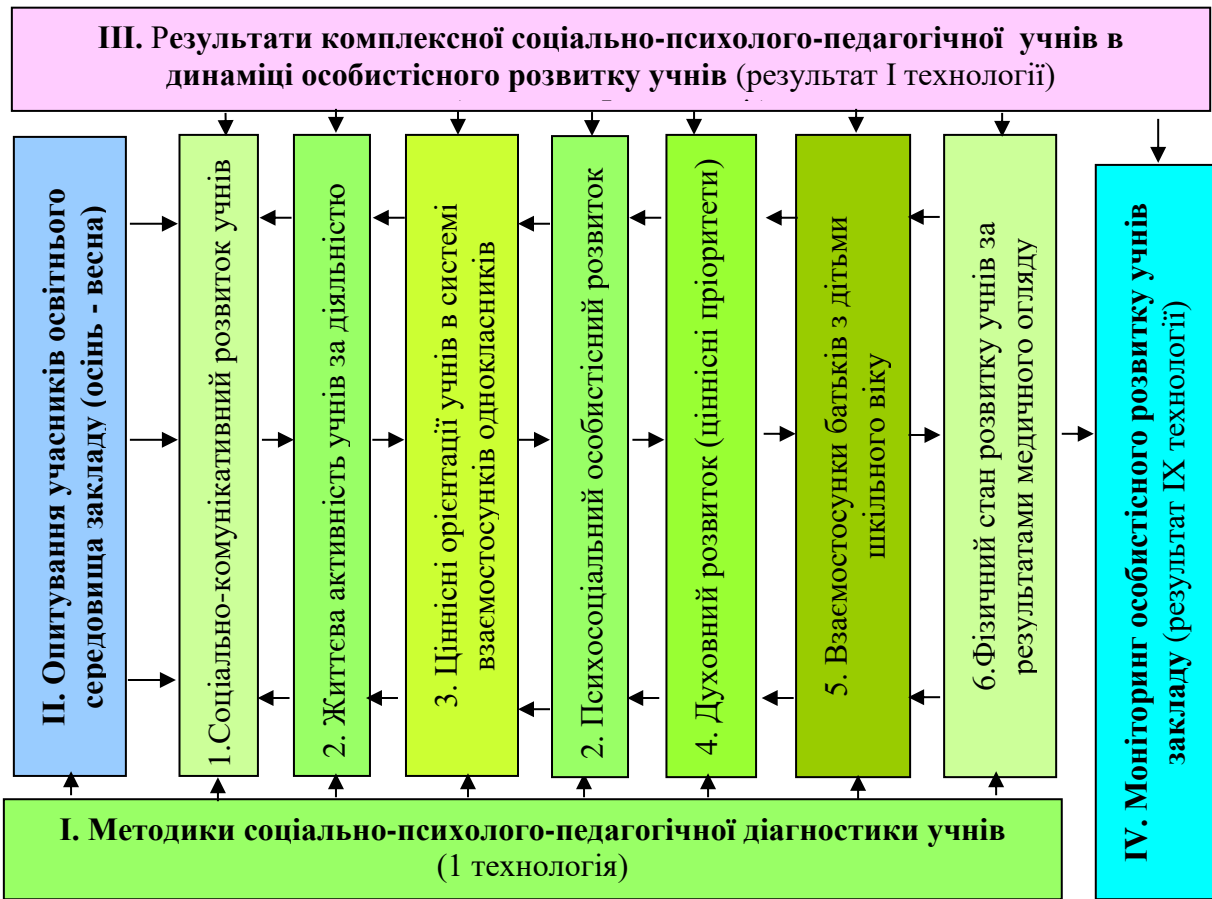 III. Результати комплексної соціально-психолого-педагогічної учнів в
динаміці особистісного розвитку учнів (результат І технології)
ІІ. Опитування учасників освітнього
середовища закладу (осінь - весна)
1.Соціально-комунікативний розвиток учнів
2. Життєва активність учнів за діяльністю
3. Ціннісні орієнтації учнів в системі
взаємостосунків однокласників
2. Психосоціальний особистісний розвиток
4. Духовний розвиток (ціннісні пріоритети)
5. Взаємостосунки батьків з дітьми
шкільного віку
6.Фізичний стан розвитку учнів за
результатами медичного огляду
IV. Моніторинг особистісного розвитку учнів
закладу (результат ІХ технології)
І. Методики соціально-психолого-педагогічної діагностики учнів
(1 технологія)